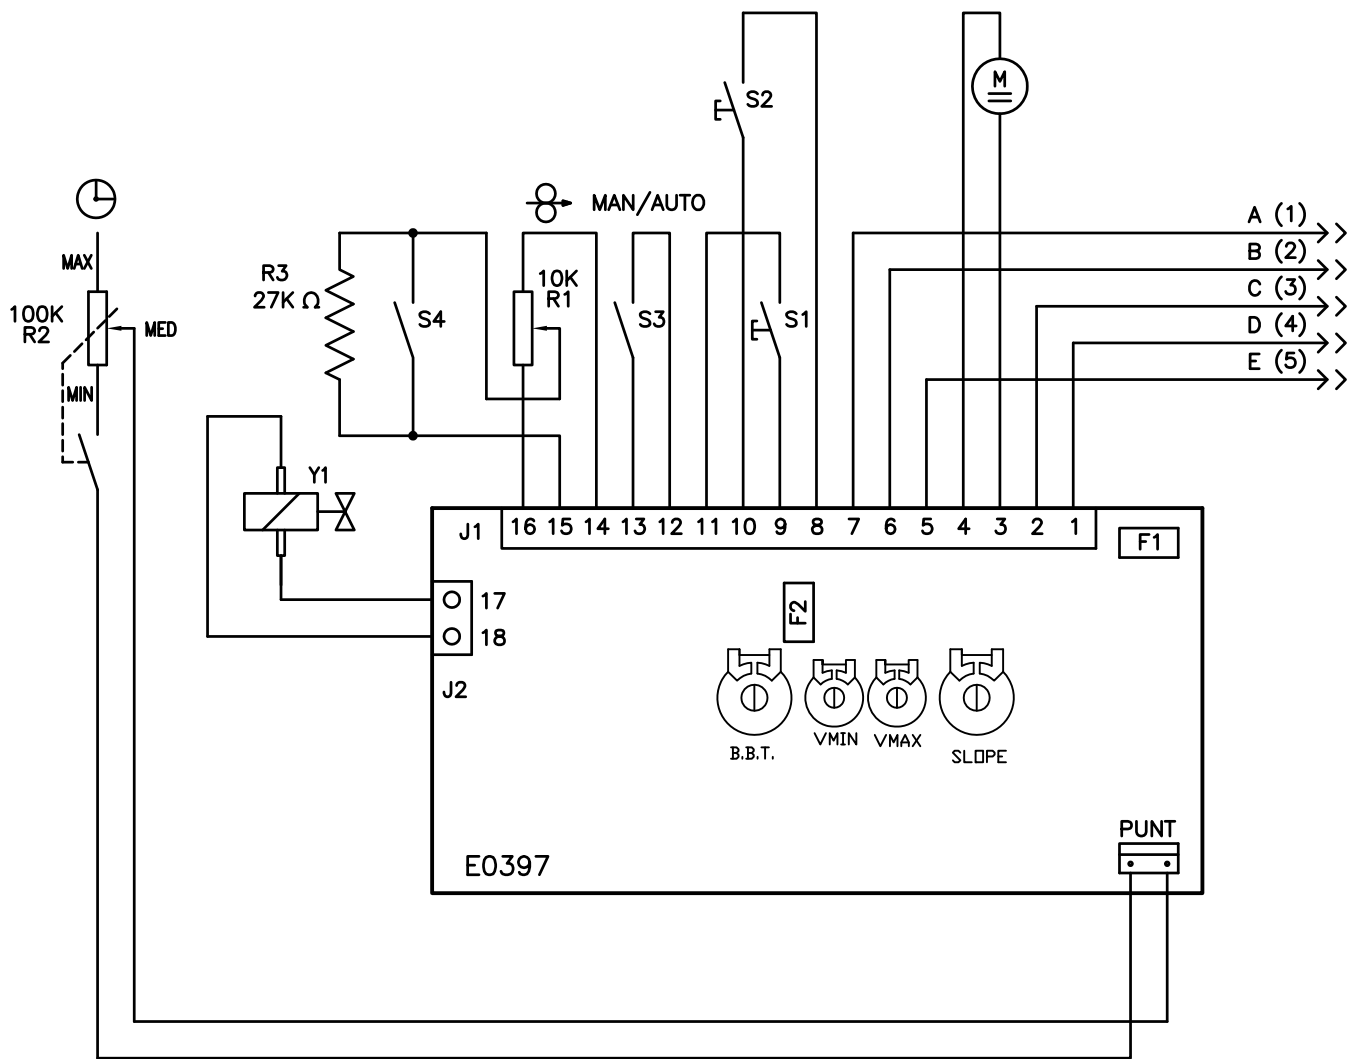 M
S2
MAN/AUTO
A (1)
B (2)
C (3)
D (4)
E (5)
MAX
R3
27K Ω
10K
R1
S4
S3
S1
100K
R2
MED
MIN
Y1
J1
16 15 14 13 12 11 10 9 8 7 6 5 4 3 2 1
F1
17
18
F2
J2
B.B.T.
VMIN
VMAX
SLOPE
PUNT
E0397